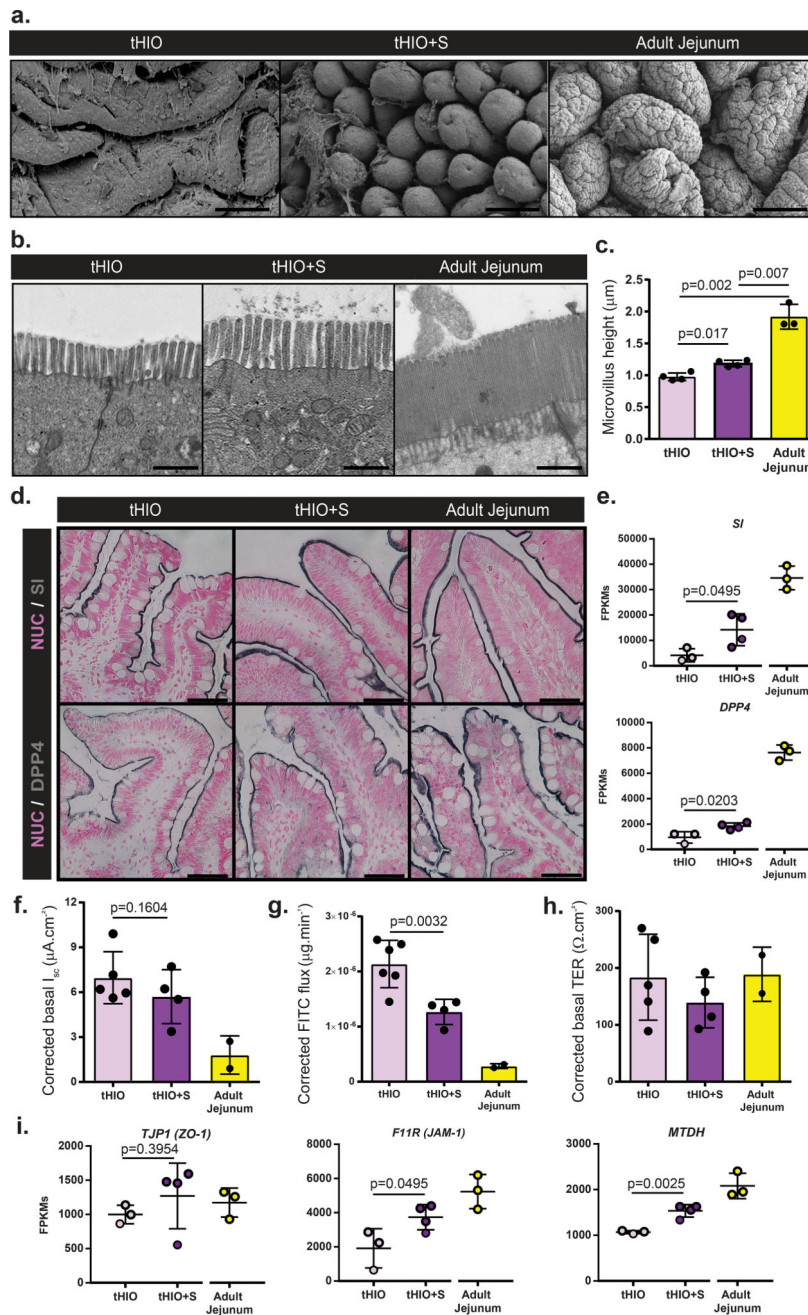 a.
tHIO tHIO+S Adult Jejunum
b.
tHIO tHIO+S Adult Jejunum
c.
Microvillus height (μm)
2.5
2.0
1.5
1.0
0.5
0.0
p=0.007
p=0.002
p=0.017
tHIO tHIO+S Adult
Jejunum
d.
tHIO tHIO+S Adult Jejunum
NUC / SI
NUC / DPP4
e.
SI
FPKMs
50000
40000
30000
20000
10000
0
p=0.0495
tHIO tHIO+S Adult
Jejunum
DPP4
FPKMs
10000
8000
6000
4000
2000
0
p=0.0203
tHIO tHIO+S Adult
Jejunum
f.
Corrected basal Isc (μA.cm⁻²)
12
9
6
3
0
p=0.1604
tHIO tHIO+S Adult
Jejunum
g.
Corrected FITC flux (μg.min⁻¹)
3×10⁻⁶
2×10⁻⁶
1×10⁻⁶
0
p=0.0032
tHIO tHIO+S Adult
Jejunum
h.
Corrected basal TER (Ω.cm⁻²)
300
200
100
0
tHIO tHIO+S Adult
Jejunum
i.
TJP1 (ZO-1)
FPKMs
2000
1500
1000
500
0
p=0.3954
tHIO tHIO+S Adult
Jejunum
F11R (JAM-1)
8000
6000
4000
2000
0
p=0.0495
tHIO tHIO+S Adult
Jejunum
MTDH
3000
2000
1000
0
p=0.0025
tHIO tHIO+S Adult
Jejunum